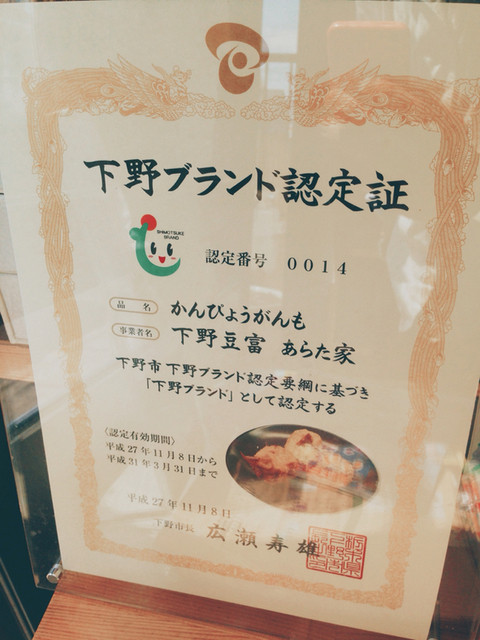 下野ブランド認定証
SHIMOTSUKE
BRAND
認定番号 0014
品名 かんぴょうがんも
事業者名 下野豆富 あらた家
下野市 下野ブランド認定要綱に基づき
「下野ブランド」として認定する
〈認定有効期間〉
平成27年11月8日から
平成31年3月31日まで
平成27年11月8日
下野市長 広瀬寿雄